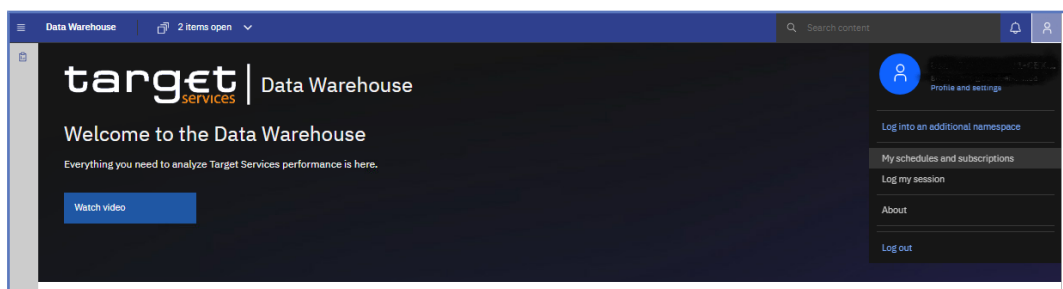 Data Warehouse 2 items open Search content
target services Data Warehouse
Profile and settings
Welcome to the Data Warehouse
Log into an additional namespace
Everything you need to analyze Target Services performance is here.
My schedules and subscriptions
Log my session
Watch video
About
Log out